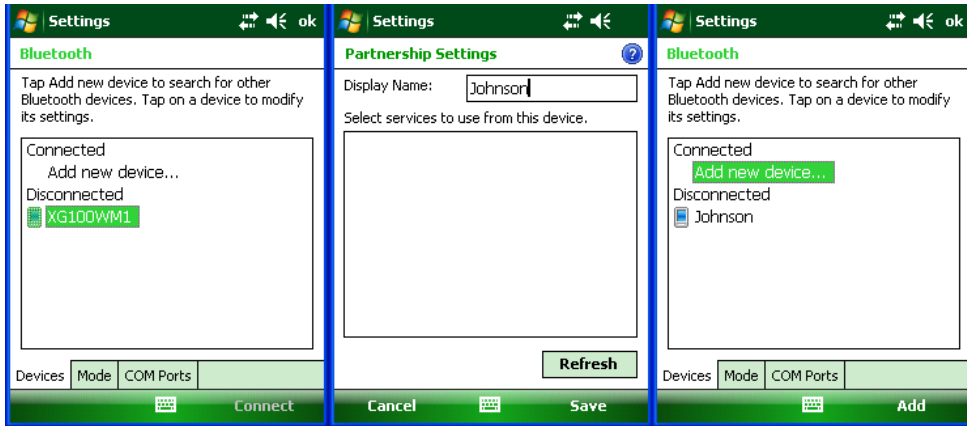 Settings
ok
Bluetooth
Tap Add new device to search for other
Bluetooth devices. Tap on a device to modify
its settings.
Connected
Add new device...
Disconnected
XG100WM1
Devices Mode COM Ports
Connect
Settings
Partnership Settings
?
Display Name: Johnson
Select services to use from this device.
Refresh
Cancel Save
Settings
ok
Bluetooth
Tap Add new device to search for other
Bluetooth devices. Tap on a device to modify
its settings.
Connected
Add new device...
Disconnected
Johnson
Devices Mode COM Ports
Add